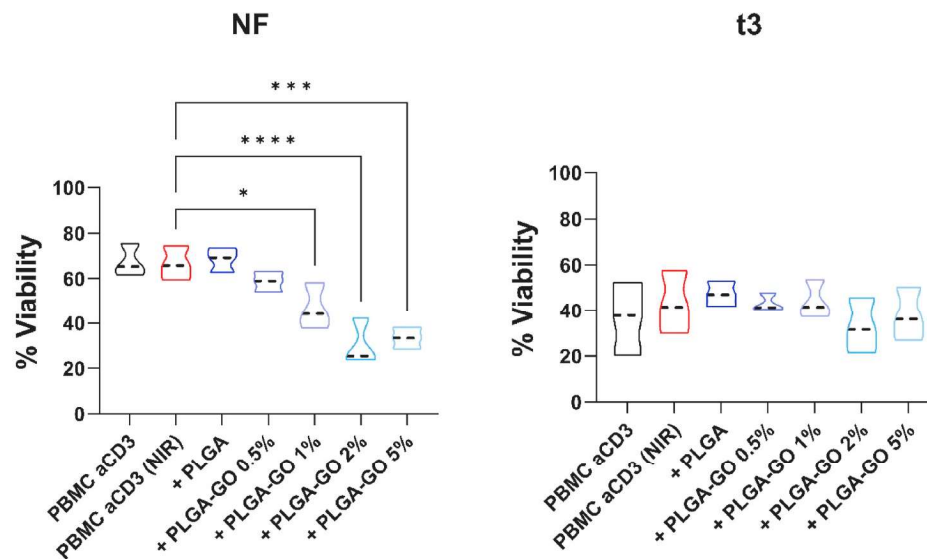 NF
t3
***
****
*
% Viability
100
80
60
40
20
0
PBMC aCD3
PBMC aCD3 (NIR)
+ PLGA
+ PLGA-GO 0.5%
+ PLGA-GO 1%
+ PLGA-GO 2%
+ PLGA-GO 5%
% Viability
100
80
60
40
20
0
PBMC aCD3
PBMC aCD3 (NIR)
+ PLGA
+ PLGA-GO 0.5%
+ PLGA-GO 1%
+ PLGA-GO 2%
+ PLGA-GO 5%